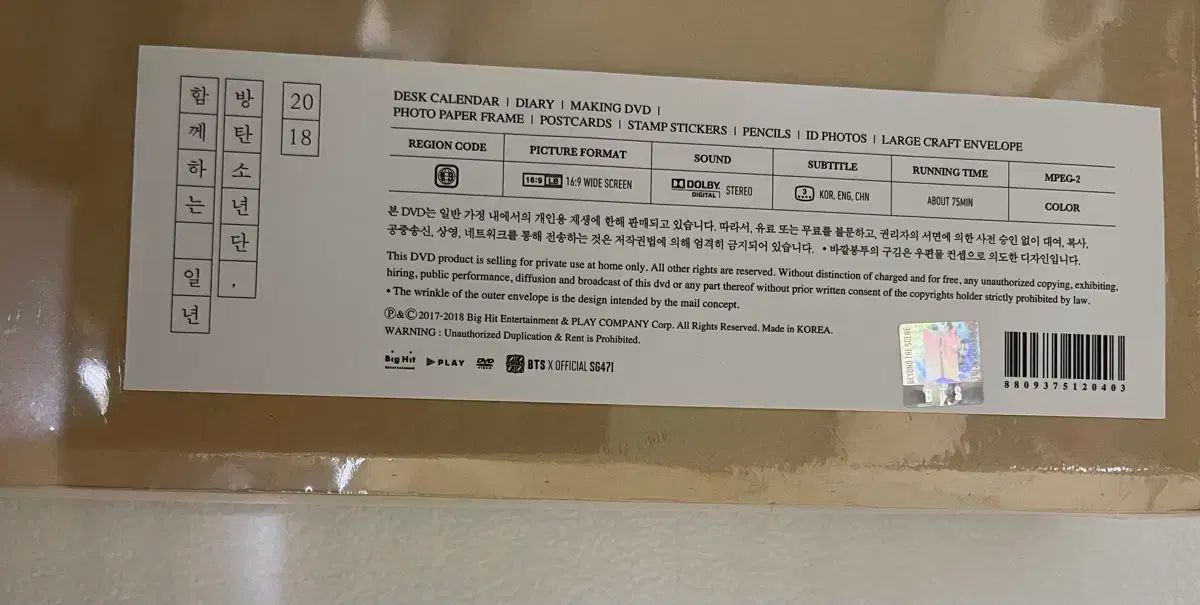 20
18
방탄소년단,
함께하는 일년
DESK CALENDAR | DIARY | MAKING DVD |
PHOTO PAPER FRAME | POSTCARDS | STAMP STICKERS | PENCILS | ID PHOTOS | LARGE CRAFT ENVELOPE
REGION CODE PICTURE FORMAT SOUND SUBTITLE RUNNING TIME MPEG-2
16:9 LB 16:9 WIDE SCREEN DOLBY DIGITAL STEREO 3 KOR, ENG, CHN ABOUT 75MIN COLOR
본 DVD는 일반 가정 내에서의 개인용 재생에 한해 판매되고 있습니다. 따라서, 유료 또는 무료를 불문하고, 권리자의 서면에 의한 사전 승인 없이 대여, 복사,
공중송신, 상영, 네트워크를 통해 전송하는 것은 저작권법에 의해 엄격히 금지되어 있습니다. • 바깥봉투의 구김은 우편물 컨셉으로 의도한 디자인입니다.
This DVD product is selling for private use at home only. All other rights are reserved. Without distinction of charged and for free, any unauthorized copying, exhibiting,
hiring, public performance, diffusion and broadcast of this dvd or any part thereof without prior written consent of the copyrights holder strictly prohibited by law.
• The wrinkle of the outer envelope is the design intended by the mail concept.
Ⓟ&© 2017-2018 Big Hit Entertainment & PLAY COMPANY Corp. All Rights Reserved. Made in KOREA.
WARNING : Unauthorized Duplication & Rent is Prohibited.
Big Hit Entertainment PLAY DVD VIDEO BTS X OFFICIAL SG471
BEYOND THE SCENE
8809375120403